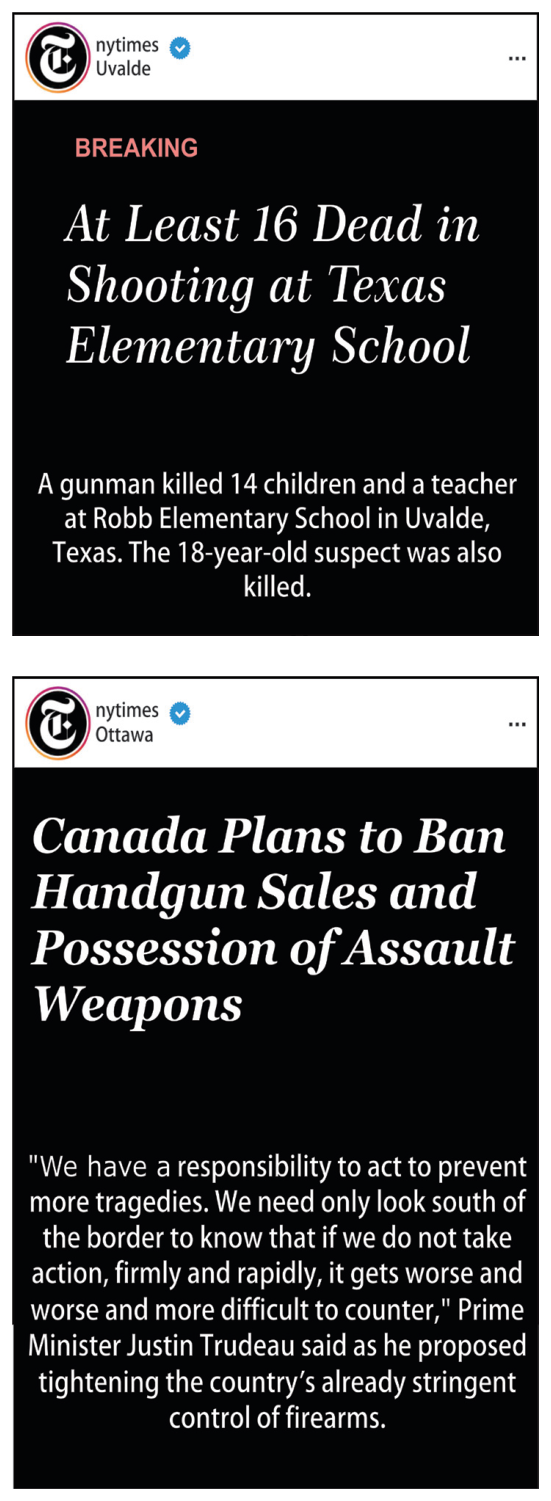 nytimes
Uvalde
...
BREAKING
At Least 16 Dead in
Shooting at Texas
Elementary School
A gunman killed 14 children and a teacher
at Robb Elementary School in Uvalde,
Texas. The 18-year-old suspect was also
killed.
nytimes
Ottawa
...
Canada Plans to Ban
Handgun Sales and
Possession of Assault
Weapons
"We have a responsibility to act to prevent
more tragedies. We need only look south of
the border to know that if we do not take
action, firmly and rapidly, it gets worse and
worse and more difficult to counter," Prime
Minister Justin Trudeau said as he proposed
tightening the country’s already stringent
control of firearms.